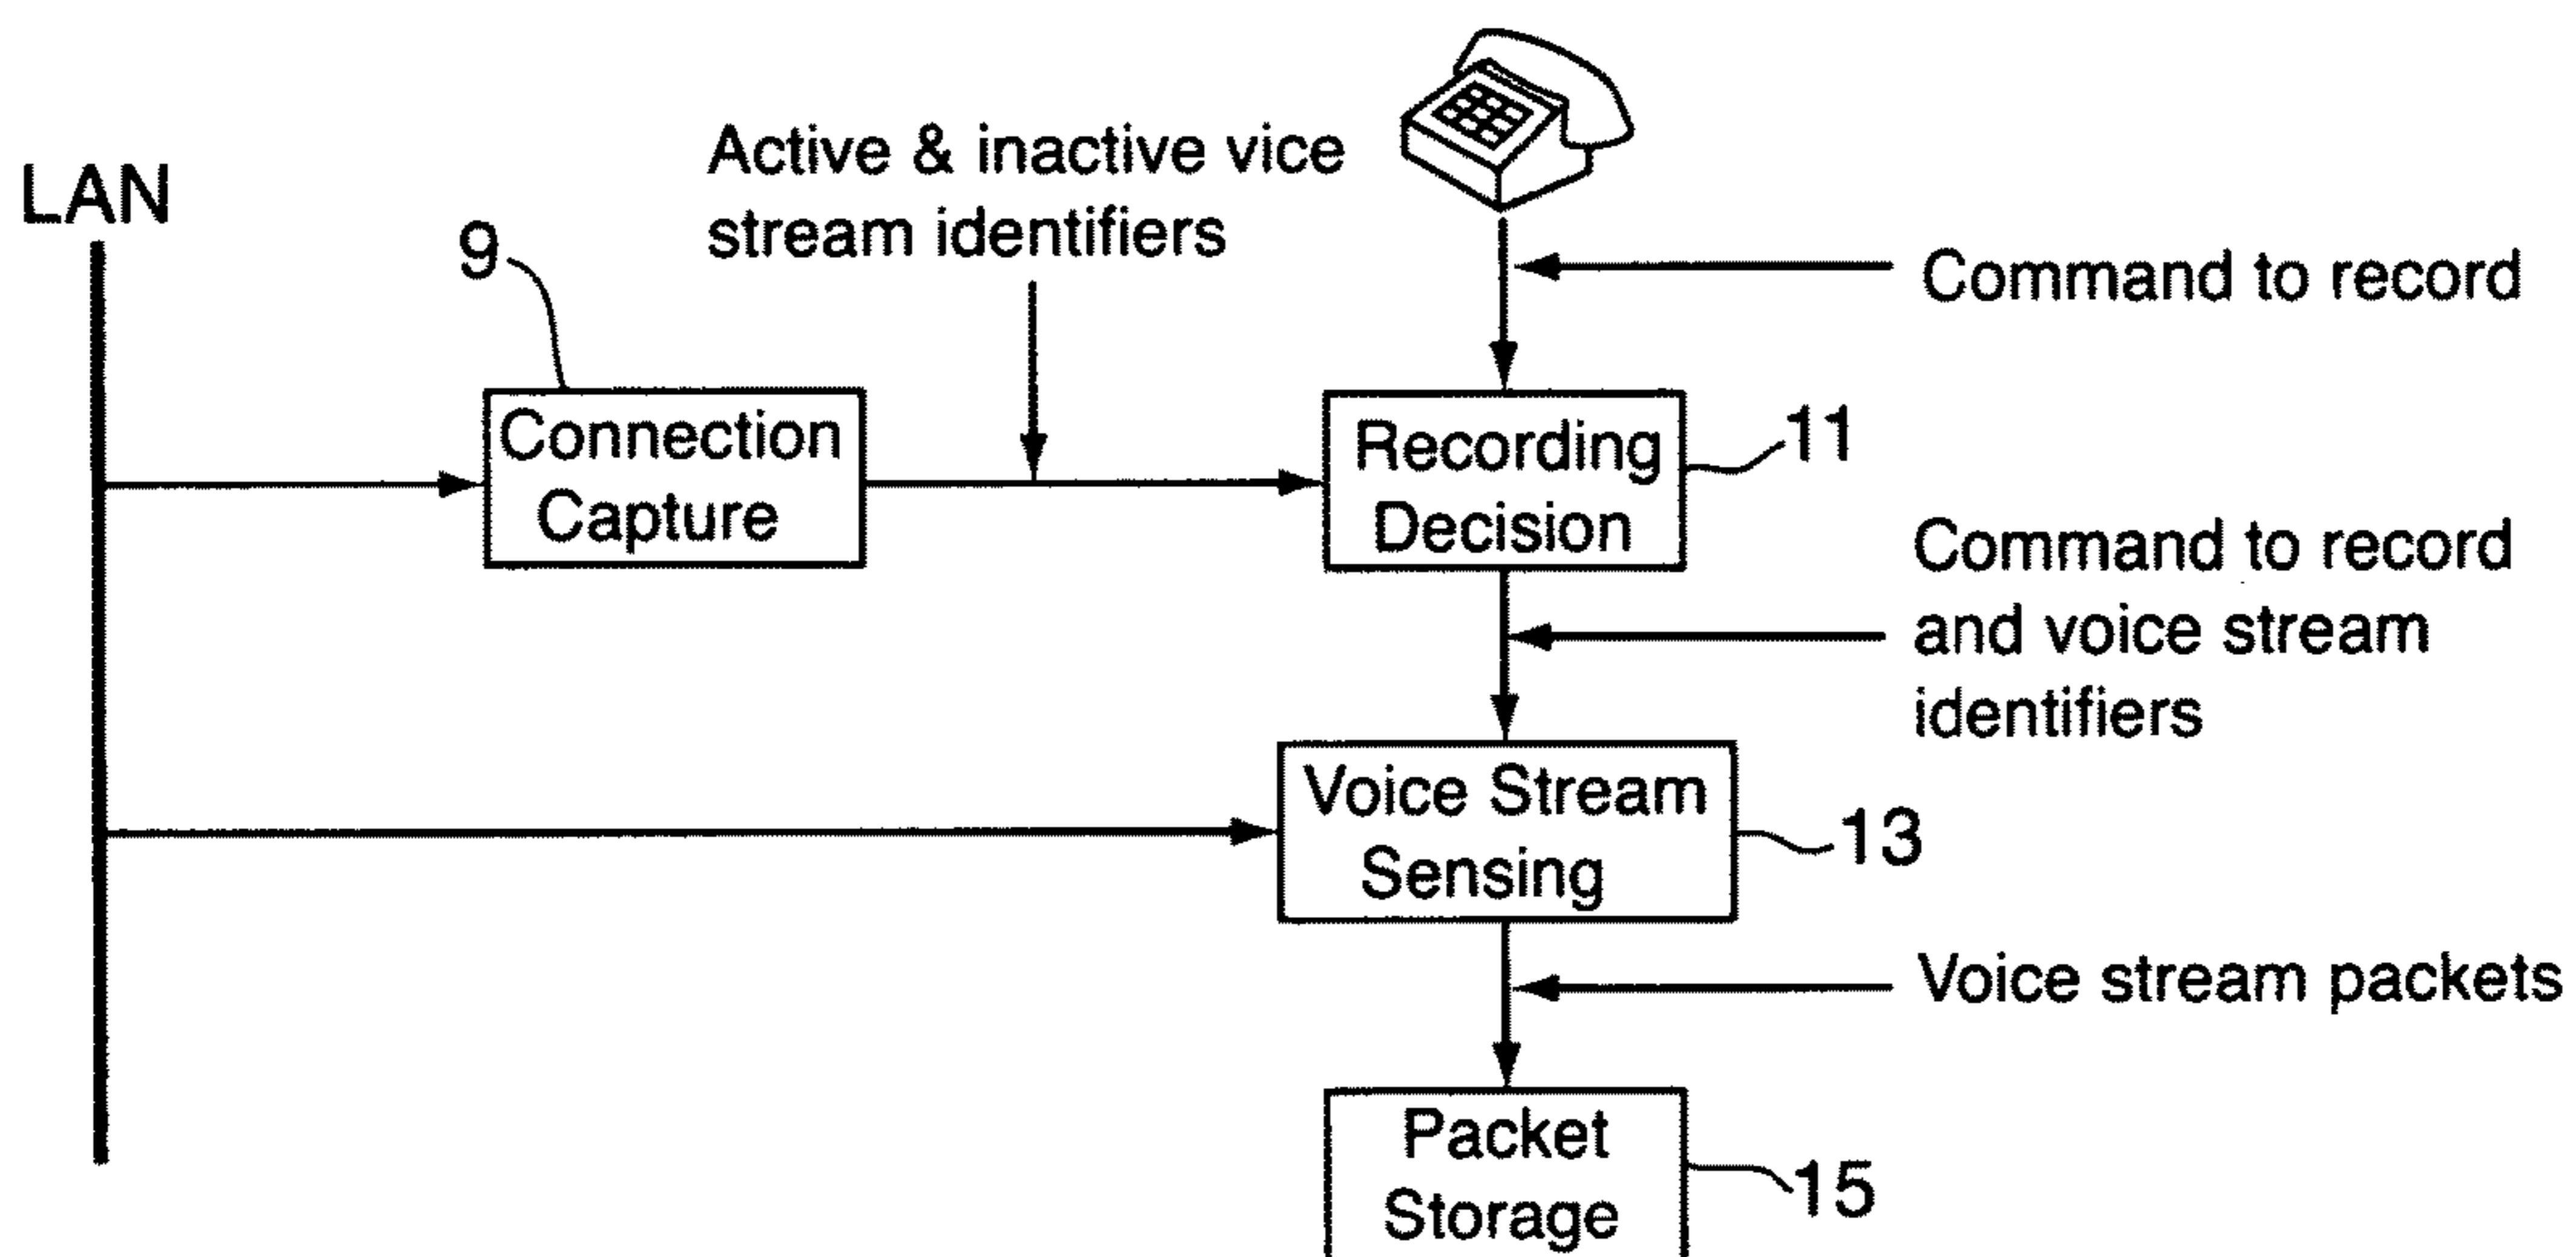 LAN
9
Active & inactive vice
stream identifiers
Command to record
Connection
Capture
Recording
Decision
11
Command to record
and voice stream
identifiers
Voice Stream
Sensing
13
Voice stream packets
Packet
Storage
15